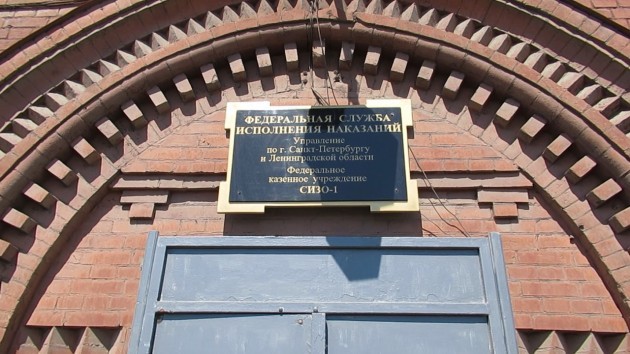 ФЕДЕРАЛЬНАЯ СЛУЖБА
ИСПОЛНЕНИЯ НАКАЗАНИЙ
Управление
по г. Санкт-Петербургу
и Ленинградской области
Федеральное
казенное учреждение
СИЗО-1